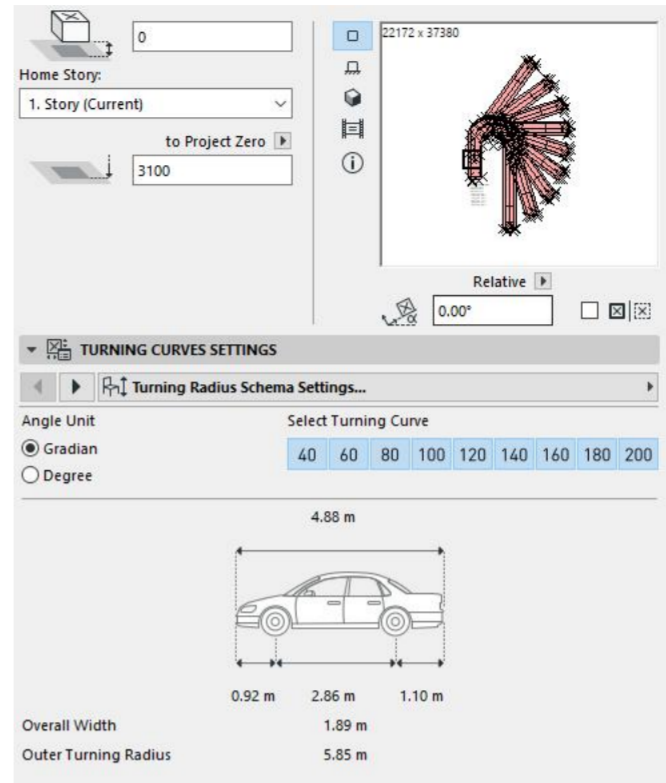 0
22172 x 37380
Home Story:
1. Story (Current)
to Project Zero
3100
Relative
α
0.00°
TURNING CURVES SETTINGS
Turning Radius Schema Settings...
Angle Unit
Select Turning Curve
Gradian
40 60 80 100 120 140 160 180 200
Degree
4.88 m
0.92 m 2.86 m 1.10 m
Overall Width 1.89 m
Outer Turning Radius 5.85 m